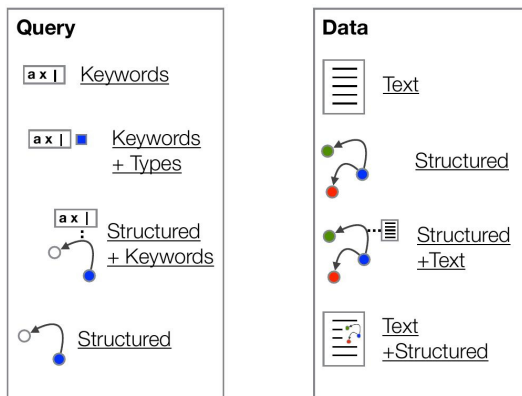 Query
a x |
Keywords
a x |
Keywords
+ Types
a x |
Structured
+ Keywords
Structured
Data
Text
Structured
Structured
+Text
Text
+Structured